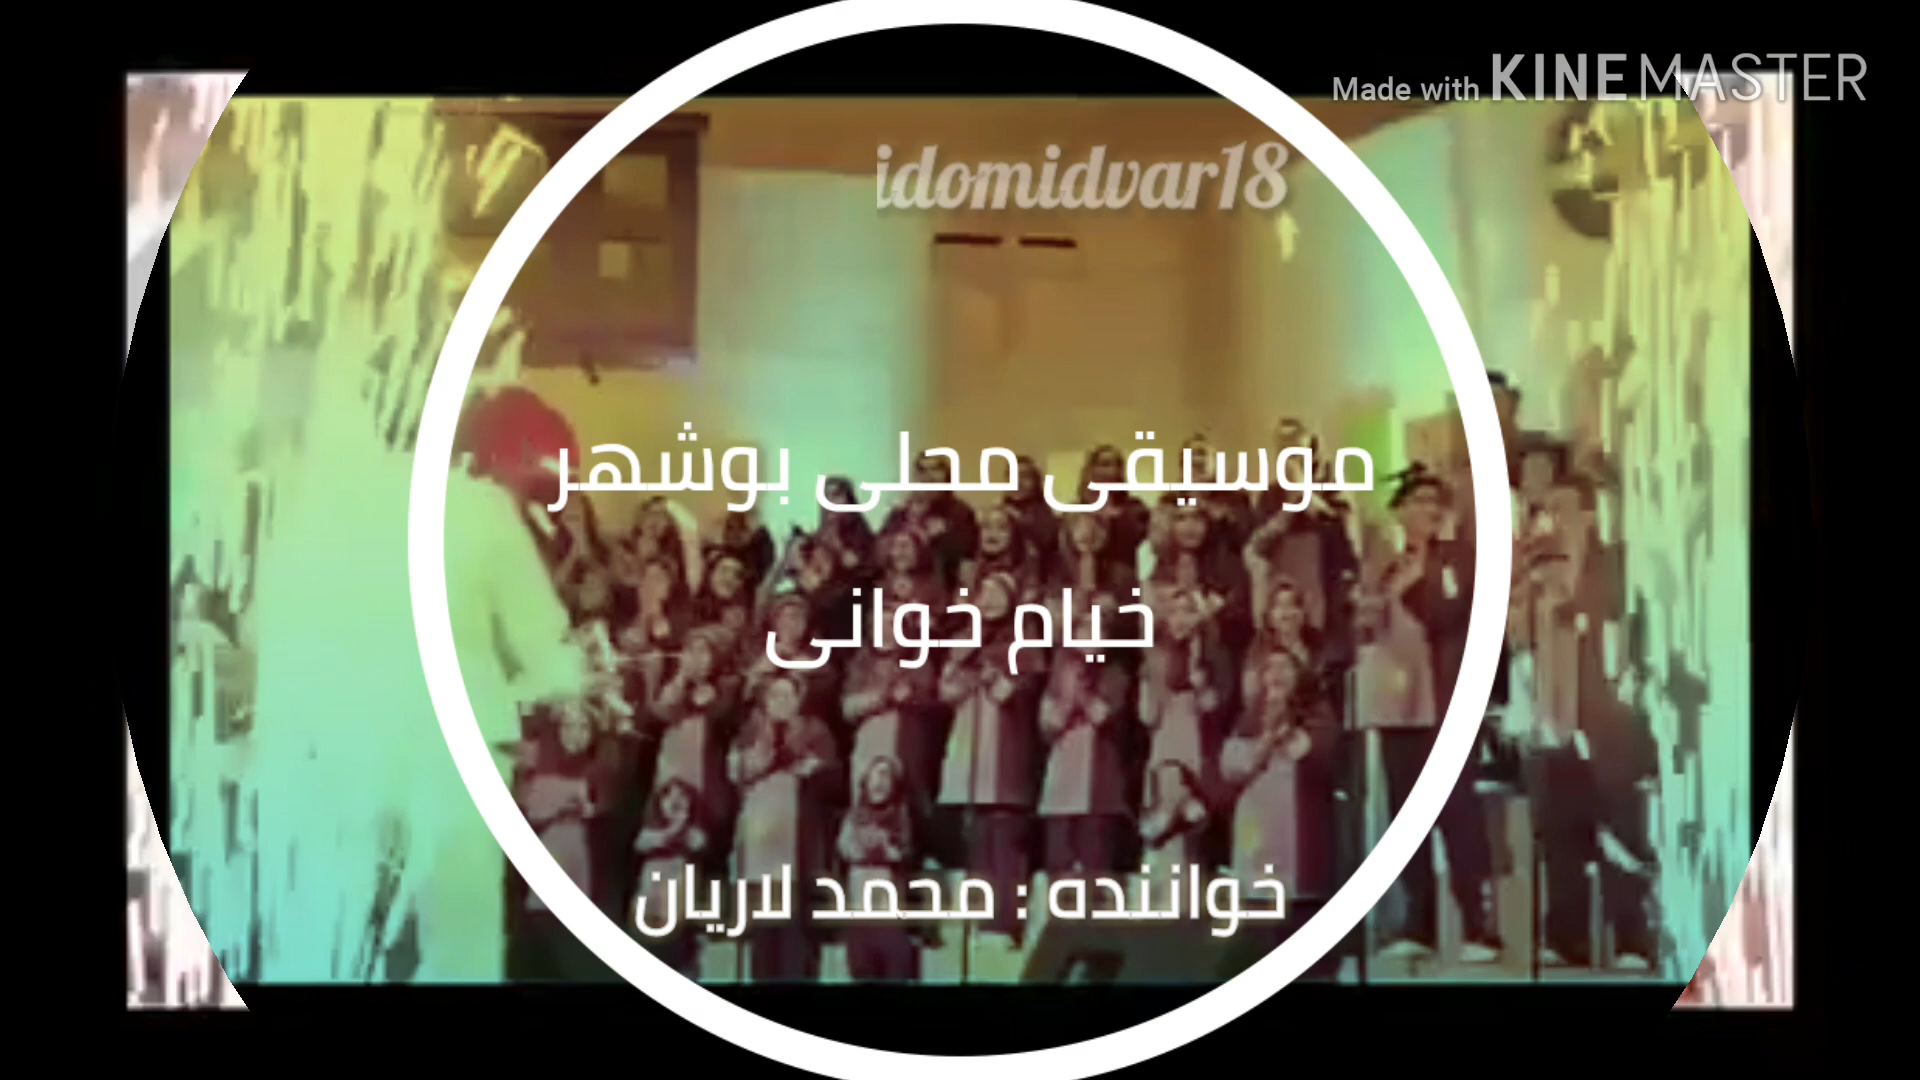 Made with KINEMASTER
idomidvar18
موسیقی محلی بوشهر
خیام خوانی
خواننده : محمد لاریان